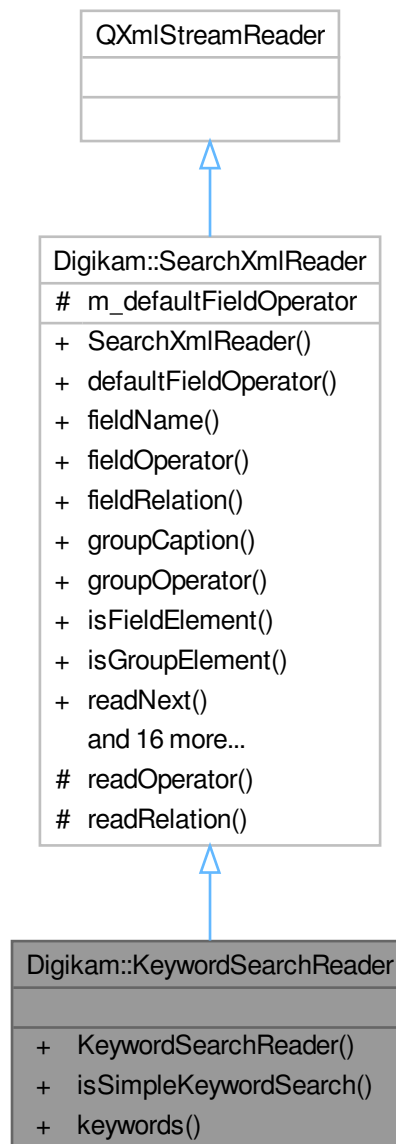 QXmlStreamReader
Digikam::SearchXmlReader
# m_defaultFieldOperator
+ SearchXmlReader()
+ defaultFieldOperator()
+ fieldName()
+ fieldOperator()
+ fieldRelation()
+ groupCaption()
+ groupOperator()
+ isFieldElement()
+ isGroupElement()
+ readNext()
and 16 more...
# readOperator()
# readRelation()
Digikam::KeywordSearchReader
+ KeywordSearchReader()
+ isSimpleKeywordSearch()
+ keywords()